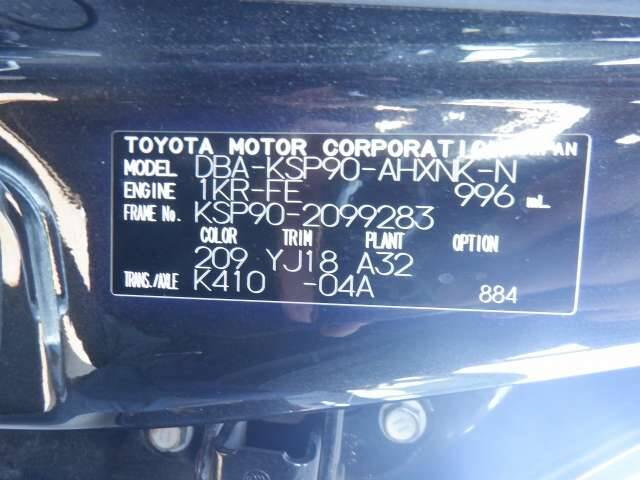 TOYOTA MOTOR CORPORATION JAPAN
MODEL DBA-KSP90-AHXNK-N
ENGINE 1KR-FE 996 mL
FRAME No. KSP90-2099283
COLOR TRIM PLANT OPTION
209 YJ18 A32
TRANS./AXLE K410 -04A 884